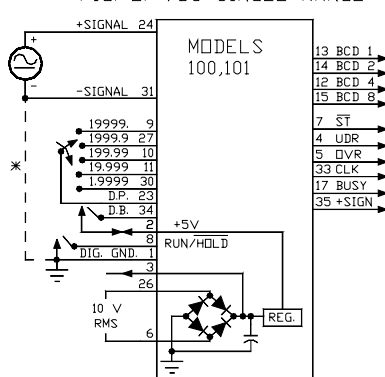 +SIGNAL 24
MODELS
100,101
13 BCD 1
14 BCD 2
12 BCD 4
15 BCD 8
-SIGNAL 31
7 ST
4 UDR
5 OVR
33 CLK
17 BUSY
35 +SIGN
19999. 9
1999.9 27
199.99 10
19.999 11
1.9999 30
D.P. 23
D.B. 34
2 +5V
8 RUN/HOLD
DIG. GND. 1
3
26
10 V
RMS
REG.
6
*
+
-